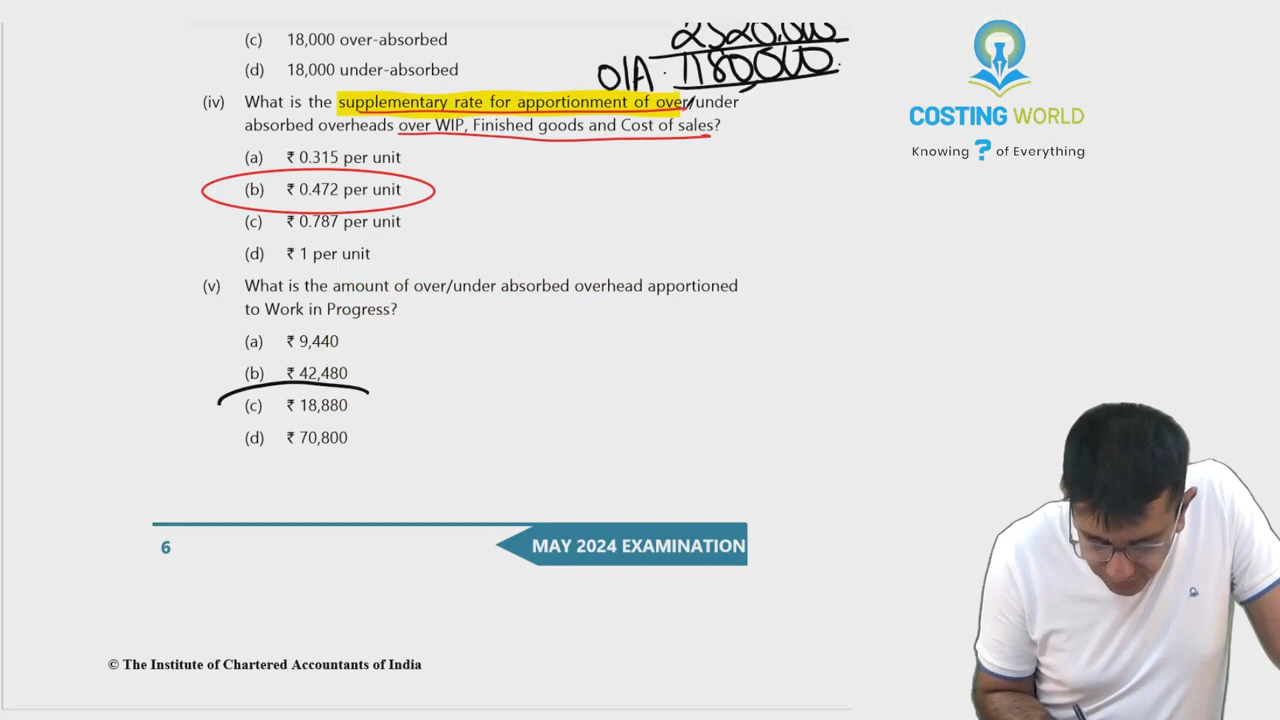 (c) 18,000 over-absorbed
(d) 18,000 under-absorbed
O/A
(iv) What is the supplementary rate for apportionment of over/under
absorbed overheads over WIP, Finished goods and Cost of sales?
(a) ₹ 0.315 per unit
(b) ₹ 0.472 per unit
(c) ₹ 0.787 per unit
(d) ₹ 1 per unit
(v) What is the amount of over/under absorbed overhead apportioned
to Work in Progress?
(a) ₹ 9,440
(b) ₹ 42,480
(c) ₹ 18,880
(d) ₹ 70,800
6
MAY 2024 EXAMINATION
© The Institute of Chartered Accountants of India
COSTING WORLD
Knowing ? of Everything